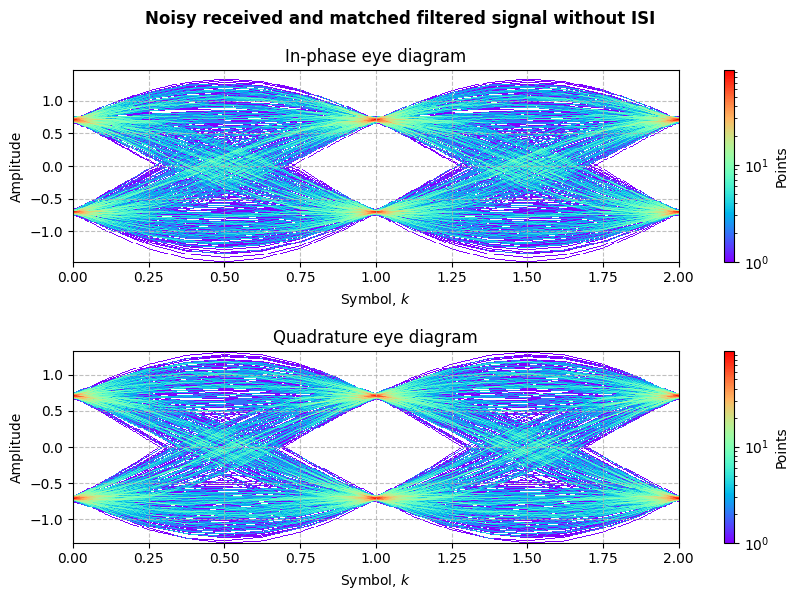 Noisy received and matched filtered signal without ISI
In-phase eye diagram
Amplitude
1.0
0.5
0.0
−0.5
−1.0
0.00 0.25 0.50 0.75 1.00 1.25 1.50 1.75 2.00
Symbol, k
10¹
10⁰
Points
Quadrature eye diagram
Amplitude
1.0
0.5
0.0
−0.5
−1.0
0.00 0.25 0.50 0.75 1.00 1.25 1.50 1.75 2.00
Symbol, k
10¹
10⁰
Points